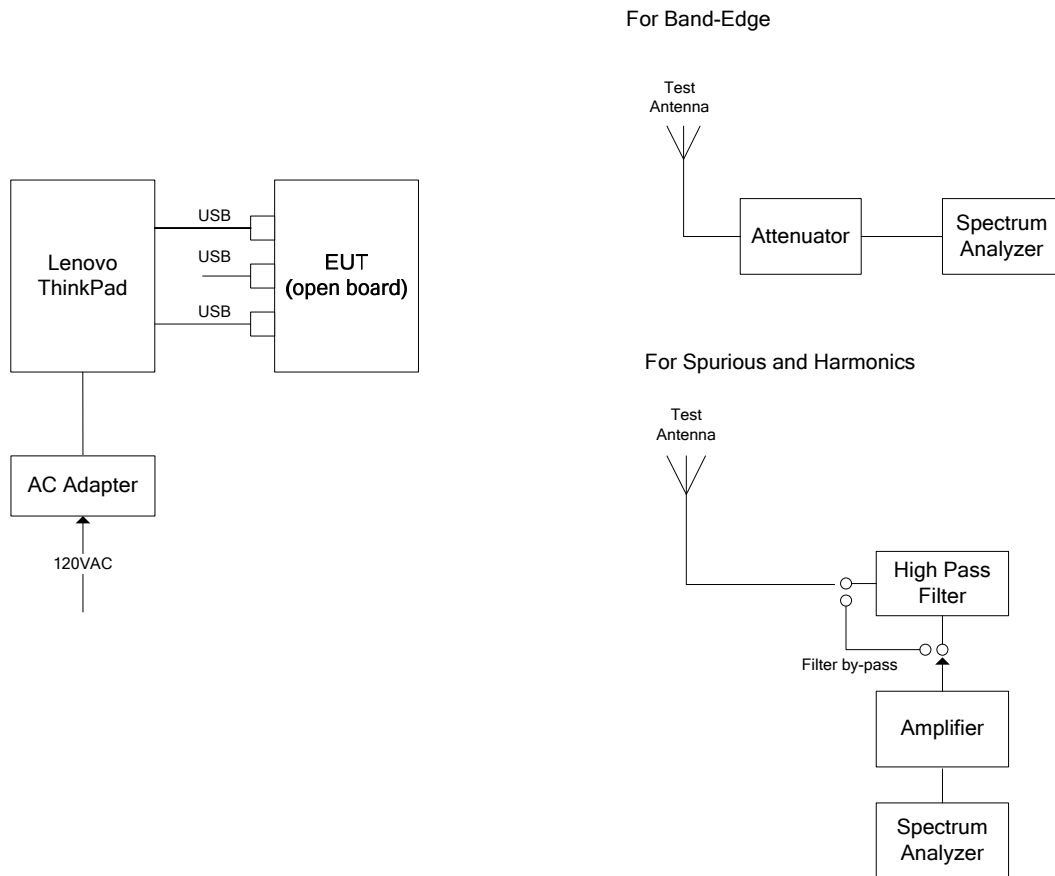 For Band-Edge
Test
Antenna
Attenuator
Spectrum
Analyzer
USB
USB
USB
Lenovo
ThinkPad
EUT
(open board)
AC Adapter
120VAC
For Spurious and Harmonics
Test
Antenna
High Pass
Filter
Filter by-pass
Amplifier
Spectrum
Analyzer